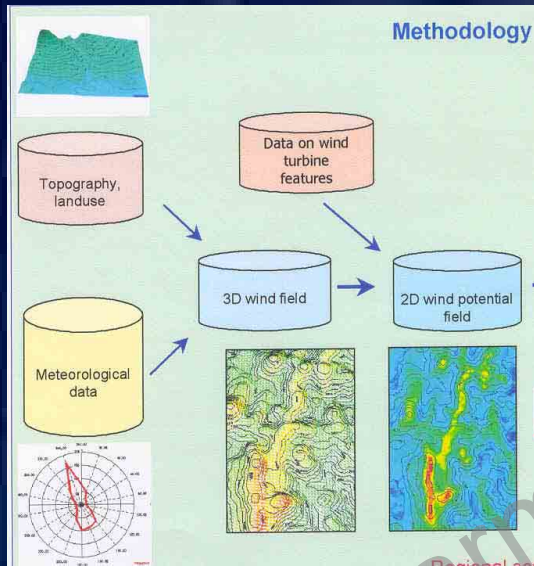 Methodology
Data on wind
turbine
features
Topography,
landuse
3D wind field
2D wind potential
field
Meteorological
data